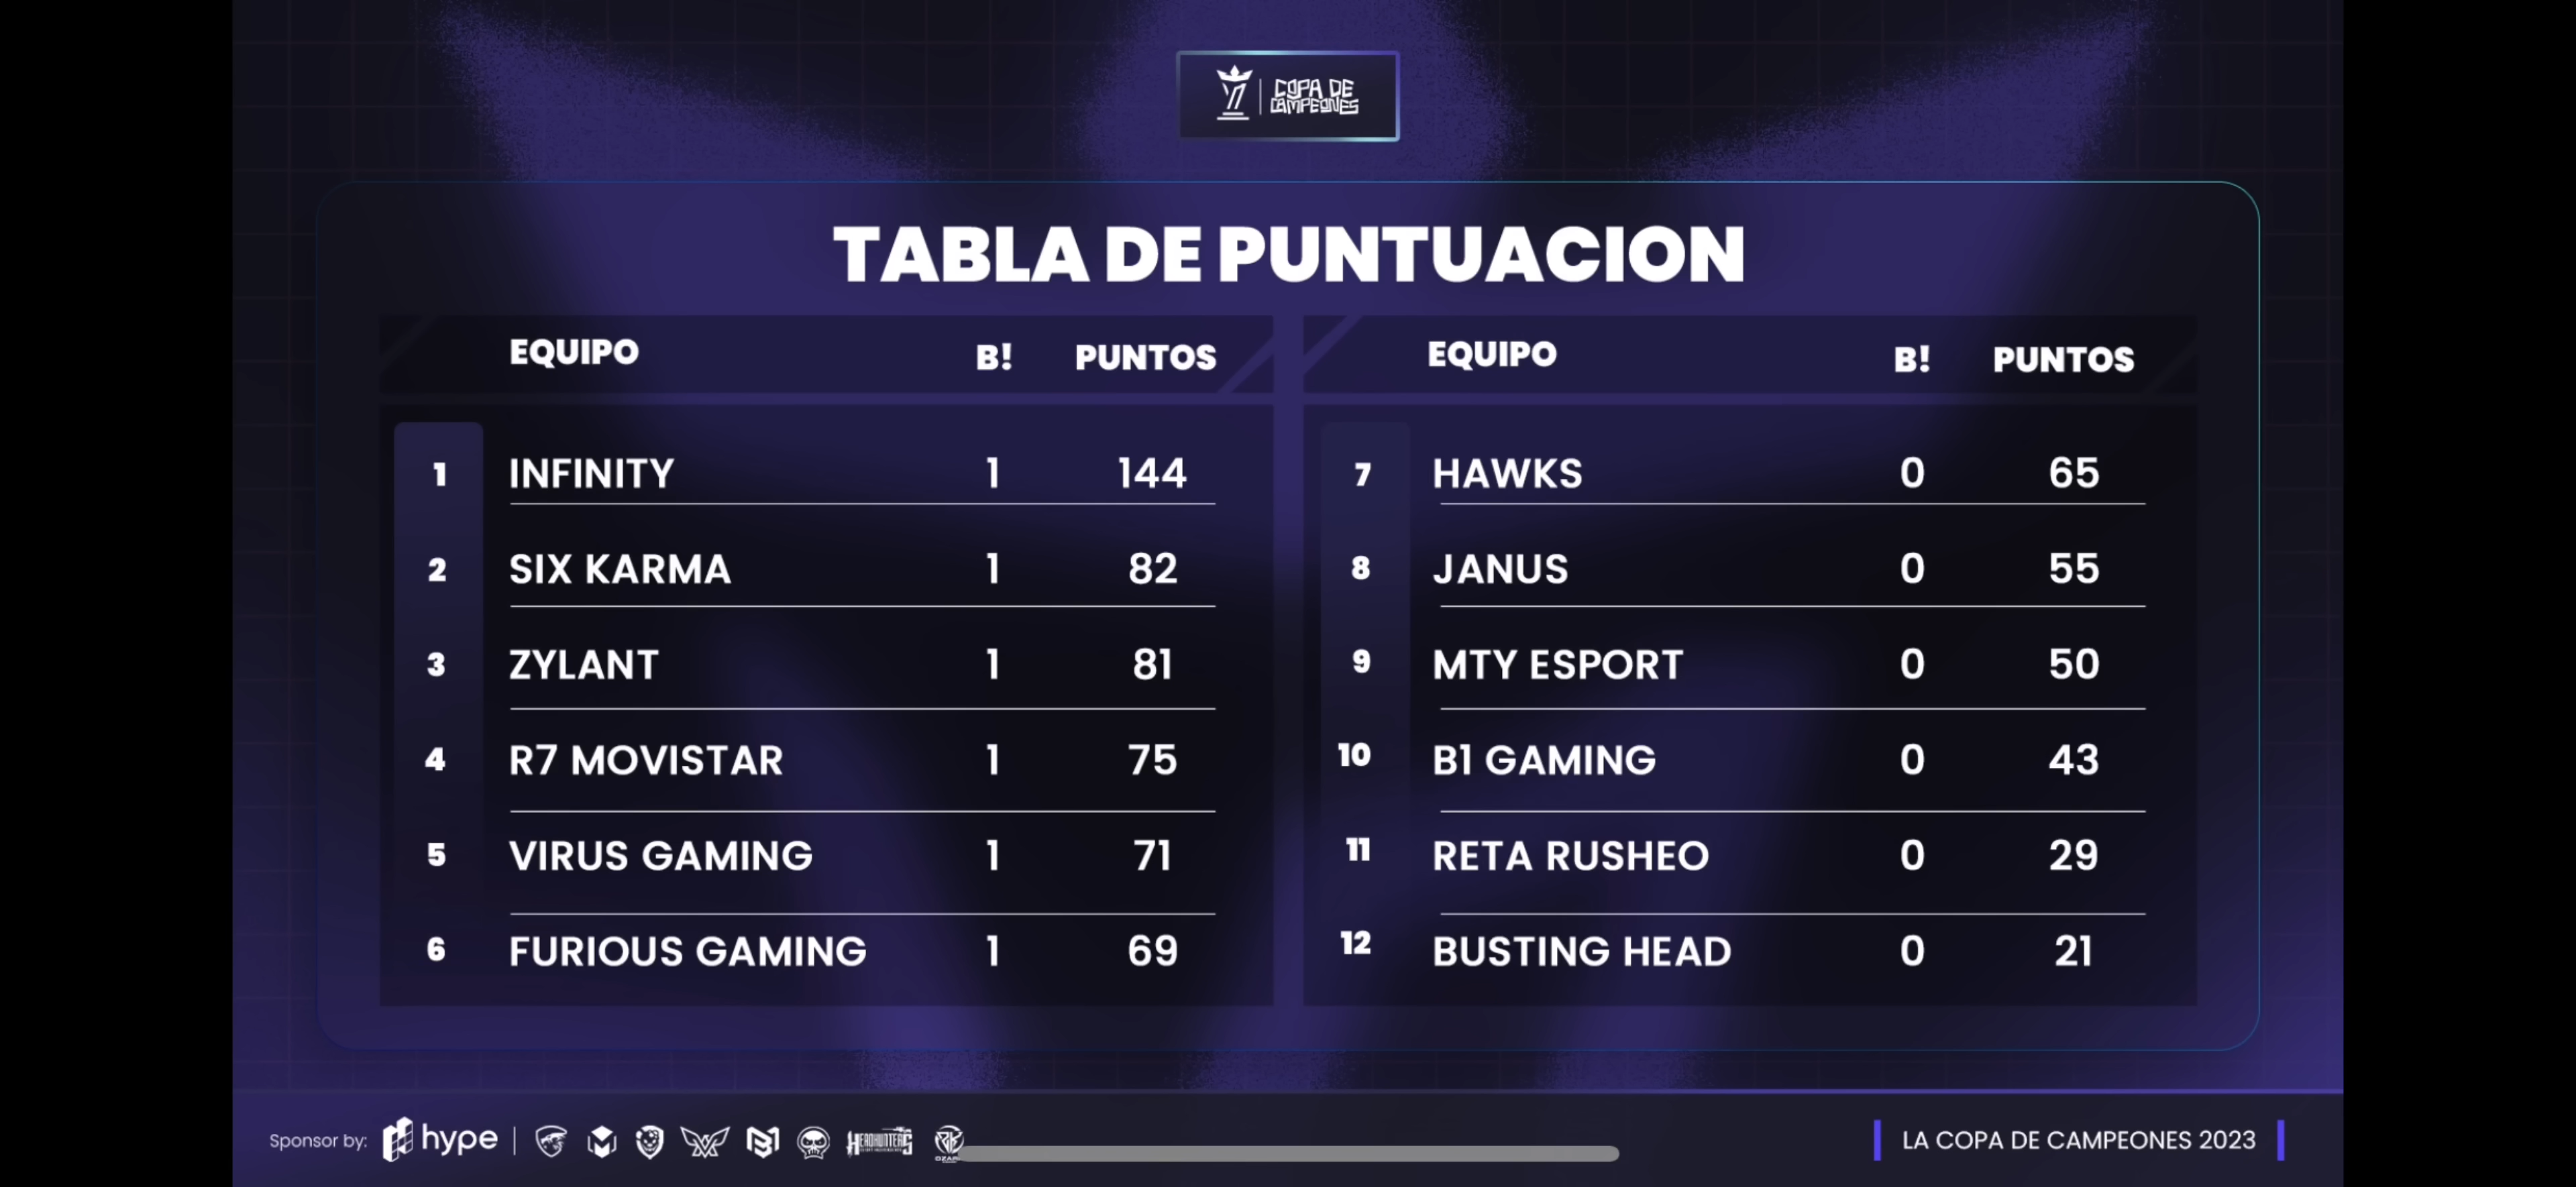 COPA DE
CAMPEONES
TABLA DE PUNTUACION
EQUIPO B! PUNTOS
1 INFINITY 1 144
2 SIX KARMA 1 82
3 ZYLANT 1 81
4 R7 MOVISTAR 1 75
5 VIRUS GAMING 1 71
6 FURIOUS GAMING 1 69
EQUIPO B! PUNTOS
7 HAWKS 0 65
8 JANUS 0 55
9 MTY ESPORT 0 50
10 B1 GAMING 0 43
11 RETA RUSHEO 0 29
12 BUSTING HEAD 0 21
Sponsor by: hype HEADHUNTERS
LA COPA DE CAMPEONES 2023